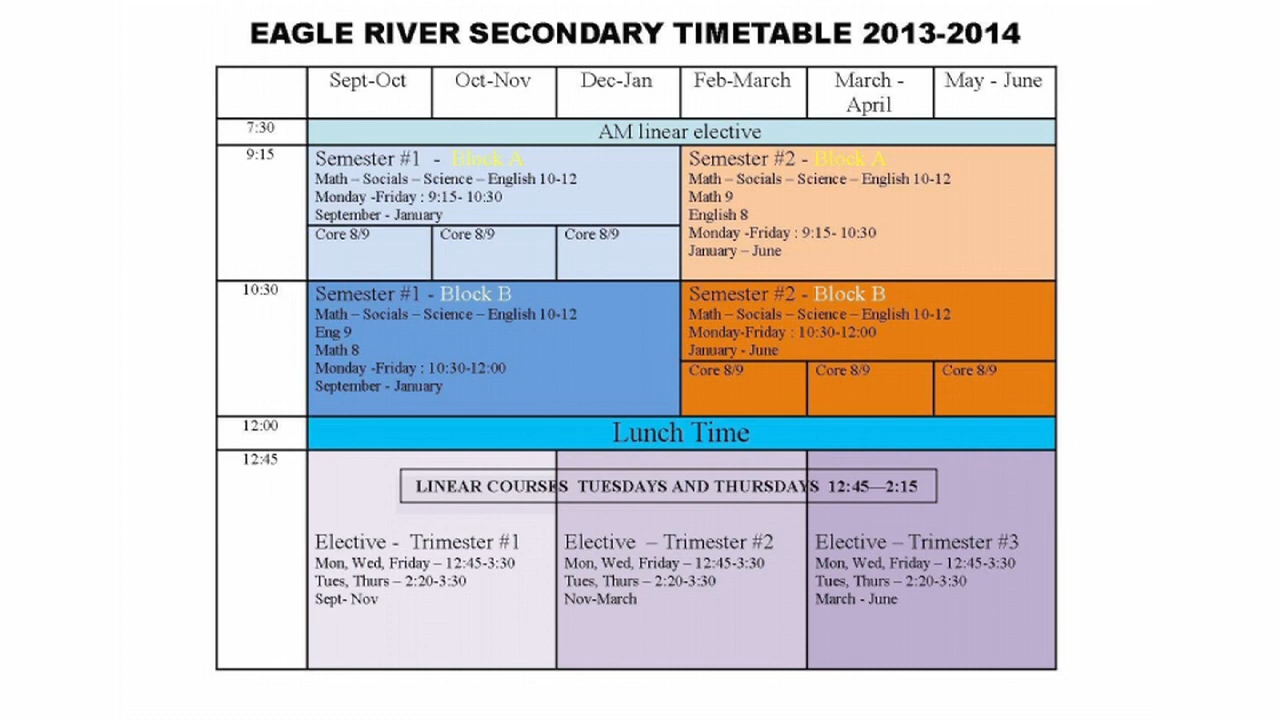 EAGLE RIVER SECONDARY TIMETABLE 2013-2014
Sept-Oct
Oct-Nov
Dec-Jan
Feb-March
March -
April
May - June
7:30
AM linear elective
9:15
Semester #1 - Block A
Math – Socials – Science – English 10-12
Monday -Friday : 9:15- 10:30
September - January
Core 8/9
Core 8/9
Core 8/9
Semester #2 - Block A
Math – Socials – Science – English 10-12
Math 9
English 8
Monday -Friday : 9:15- 10:30
January – June
10:30
Semester #1 - Block B
Math – Socials – Science – English 10-12
Eng 9
Math 8
Monday -Friday : 10:30-12:00
September - January
Semester #2 - Block B
Math – Socials – Science – English 10-12
Monday-Friday : 10:30-12:00
January - June
Core 8/9
Core 8/9
Core 8/9
12:00
Lunch Time
12:45
LINEAR COURSES TUESDAYS AND THURSDAYS 12:45—2:15
Elective - Trimester #1
Mon, Wed, Friday – 12:45-3:30
Tues, Thurs – 2:20-3:30
Sept- Nov
Elective – Trimester #2
Mon, Wed, Friday – 12:45-3:30
Tues, Thurs – 2:20-3:30
Nov-March
Elective – Trimester #3
Mon, Wed, Friday – 12:45-3:30
Tues, Thurs – 2:20-3:30
March - June